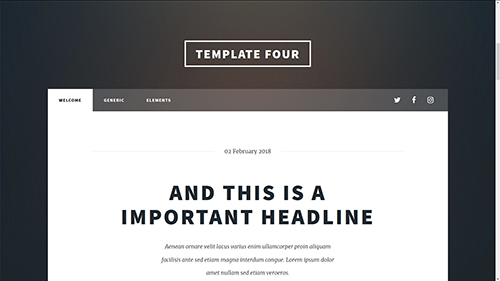 TEMPLATE FOUR
WELCOME GENERIC ELEMENTS
02 February 2018
AND THIS IS A
IMPORTANT HEADLINE
Aenean ornare velit lacus varius enim ullamcorper proin aliquam
facilisis ante sed etiam magna interdum congue. Lorem ipsum dolor
amet nullam sed etiam veroeros.